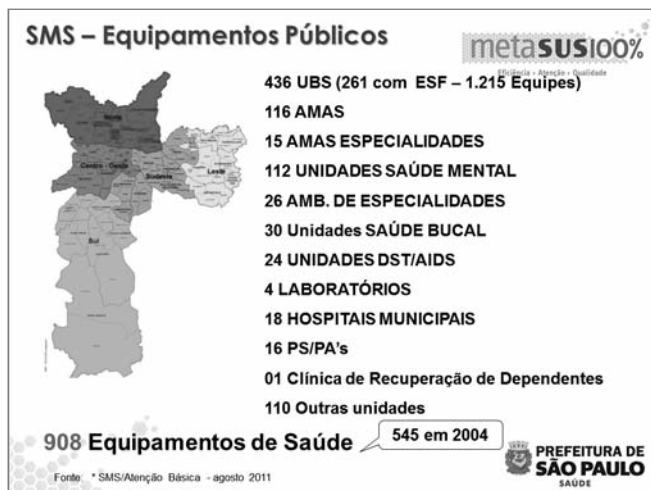 SMS – Equipamentos Públicos
metaSUS100%
Eficiência • Atenção • Qualidade
436 UBS (261 com ESF – 1.215 Equipes)
116 AMAS
15 AMAS ESPECIALIDADES
112 UNIDADES SAÚDE MENTAL
26 AMB. DE ESPECIALIDADES
30 Unidades SAÚDE BUCAL
24 UNIDADES DST/AIDS
4 LABORATÓRIOS
18 HOSPITAIS MUNICIPAIS
16 PS/PA's
01 Clínica de Recuperação de Dependentes
110 Outras unidades
Norte
Centro - Oeste
Sudeste
Leste
Sul
908 Equipamentos de Saúde
545 em 2004
Fonte: * SMS/Atenção Básica - agosto 2011
PREFEITURA DE
SÃO PAULO
SAÚDE